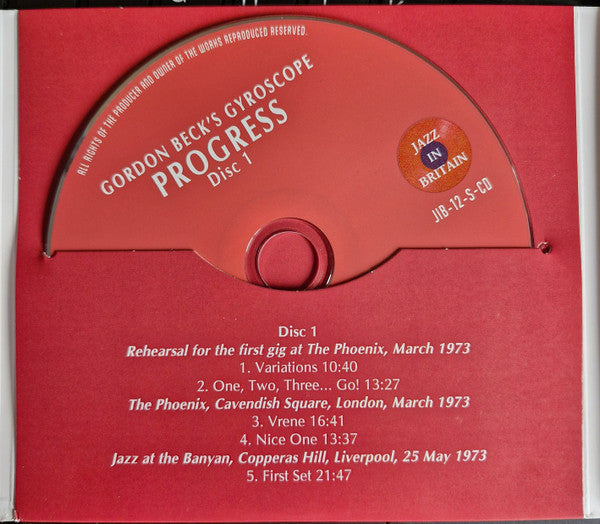 ALL RIGHTS OF THE PRODUCER AND OWNER OF THE WORKS REPRODUCED RESERVED.
GORDON BECK'S GYROSCOPE
PROGRESS
Disc 1
JAZZ
IN
BRITAIN
JIB-12-S-CD
Disc 1
Rehearsal for the first gig at The Phoenix, March 1973
1. Variations 10:40
2. One, Two, Three... Go! 13:27
The Phoenix, Cavendish Square, London, March 1973
3. Vrene 16:41
4. Nice One 13:37
Jazz at the Banyan, Copperas Hill, Liverpool, 25 May 1973
5. First Set 21:47